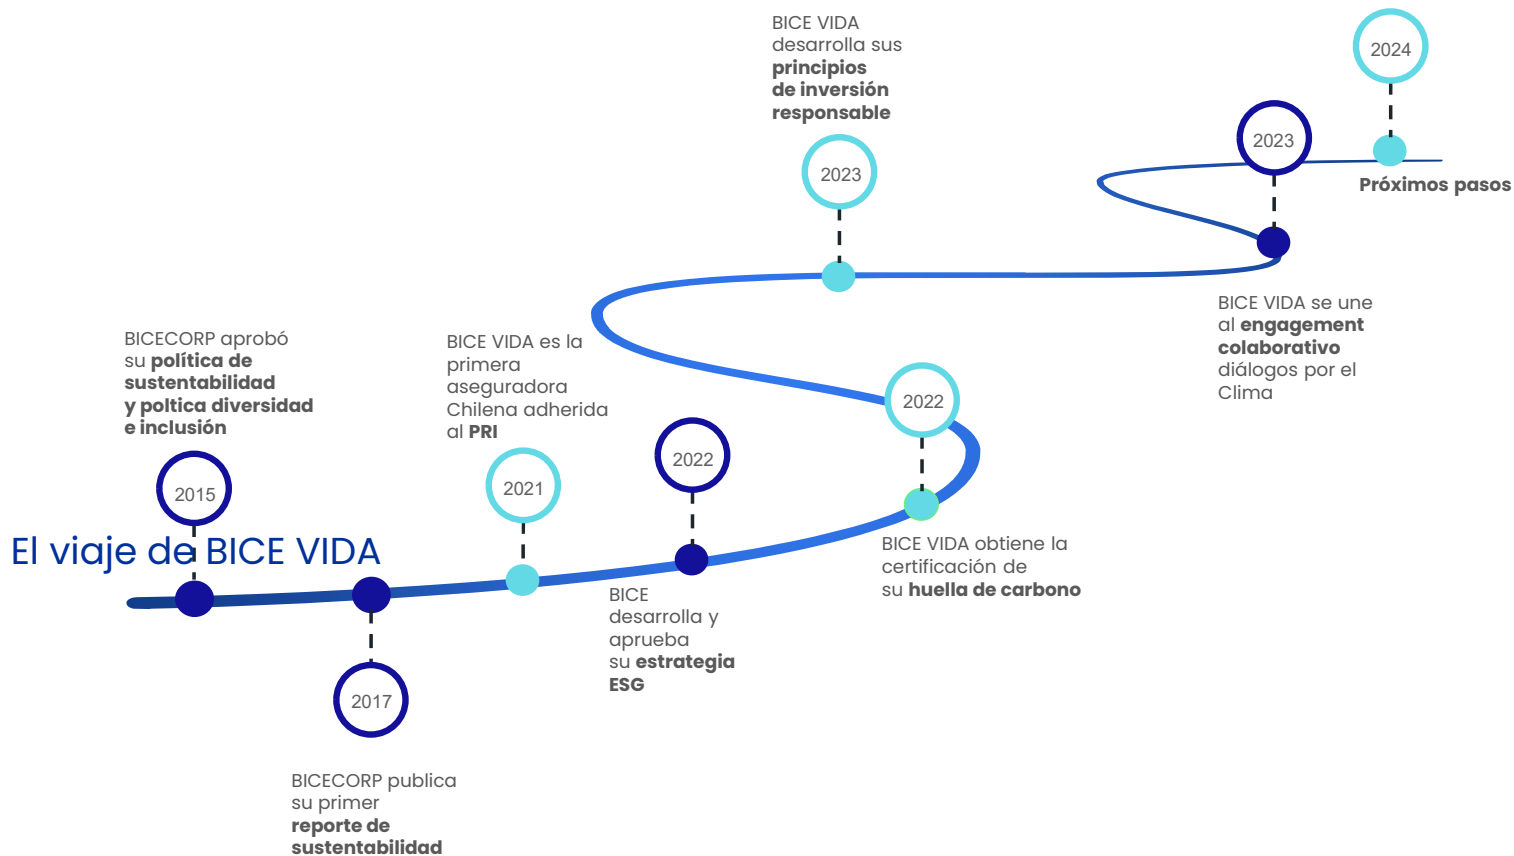 El viaje de BICE VIDA
BICECORP aprobó
su política de
sustentabilidad
y poltica diversidad
e inclusión
2015
2017
BICECORP publica
su primer
reporte de
sustentabilidad
BICE VIDA es la
primera
aseguradora
Chilena adherida
al PRI
2021
2022
BICE
desarrolla y
aprueba
su estrategia
ESG
2022
BICE VIDA obtiene la
certificación de
su huella de carbono
BICE VIDA
desarrolla sus
principios
de inversión
responsable
2023
2023
BICE VIDA se une
al engagement
colaborativo
diálogos por el
Clima
2024
Próximos pasos